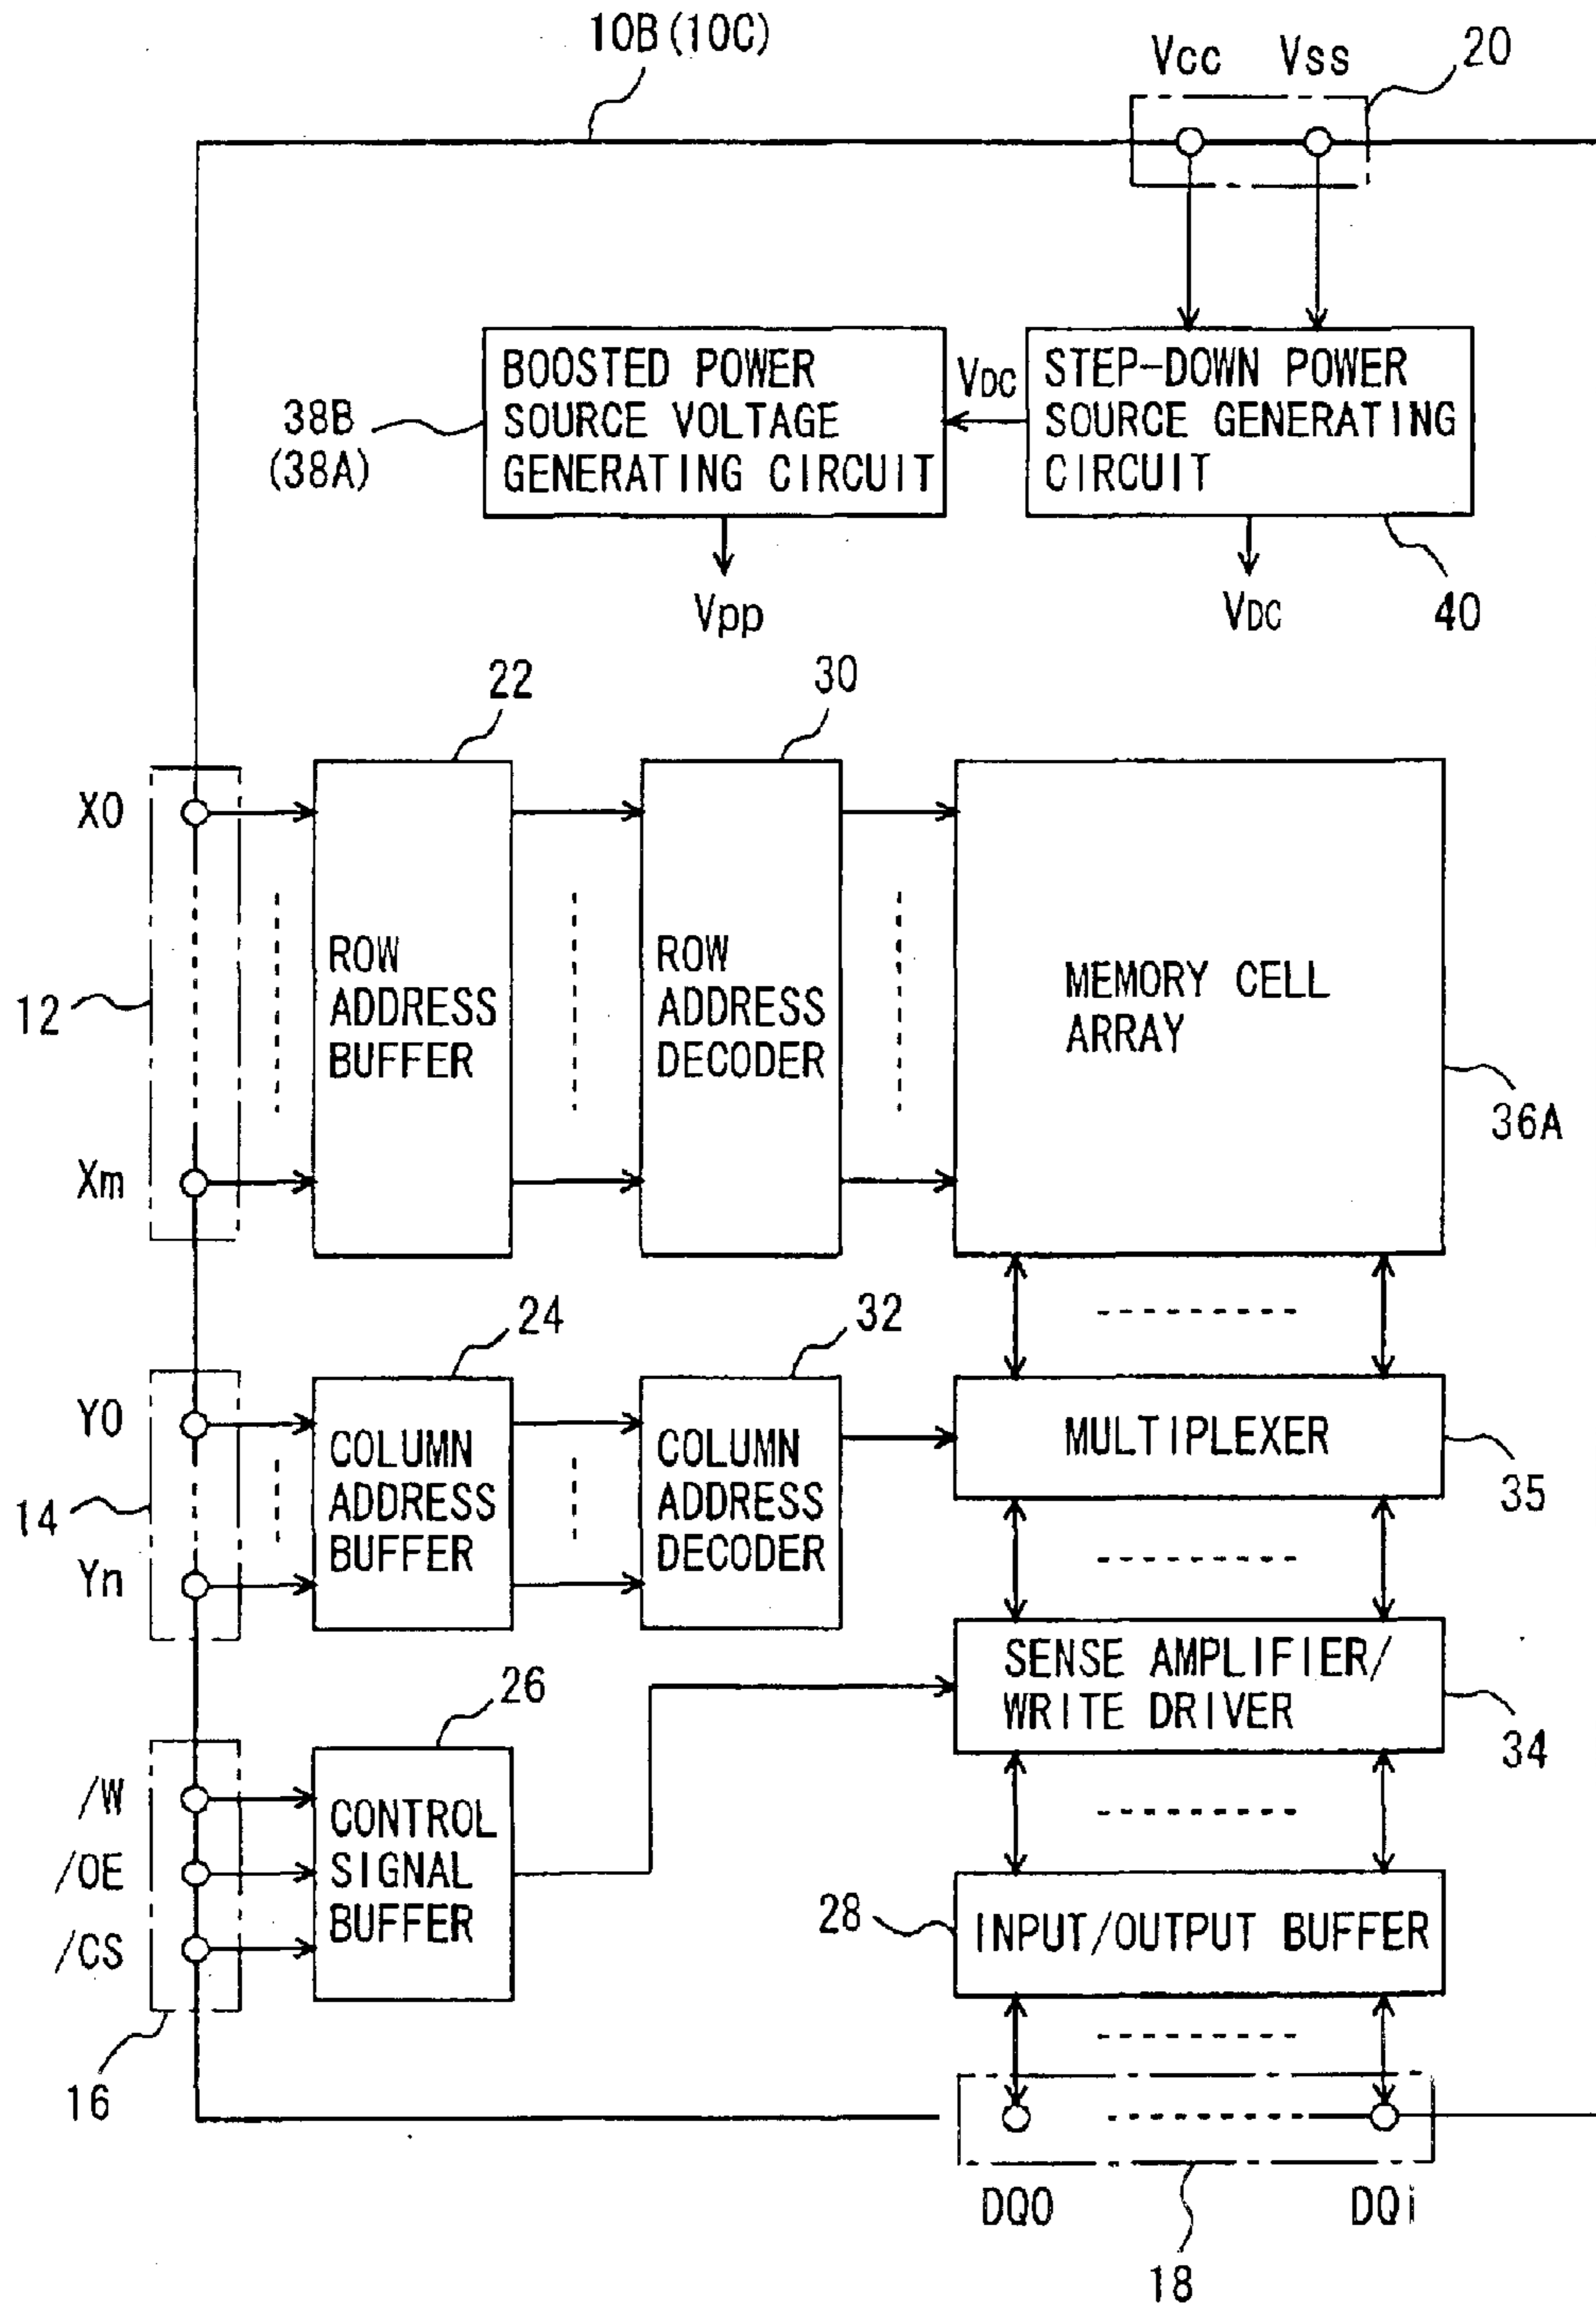 10B(10C)
Vcc Vss 20
BOOSTED POWER
SOURCE VOLTAGE
GENERATING CIRCUIT
38B
(38A)
VDC
STEP-DOWN POWER
SOURCE GENERATING
CIRCUIT
Vpp
VDC
40
22
30
X0
Xm
12
ROW
ADDRESS
BUFFER
ROW
ADDRESS
DECODER
MEMORY CELL
ARRAY
36A
24
32
Y0
Yn
14
COLUMN
ADDRESS
BUFFER
COLUMN
ADDRESS
DECODER
MULTIPLEXER
35
26
SENSE AMPLIFIER/
WRITE DRIVER
34
/W
/OE
/CS
16
CONTROL
SIGNAL
BUFFER
28
INPUT/OUTPUT BUFFER
DQ0 DQi
18